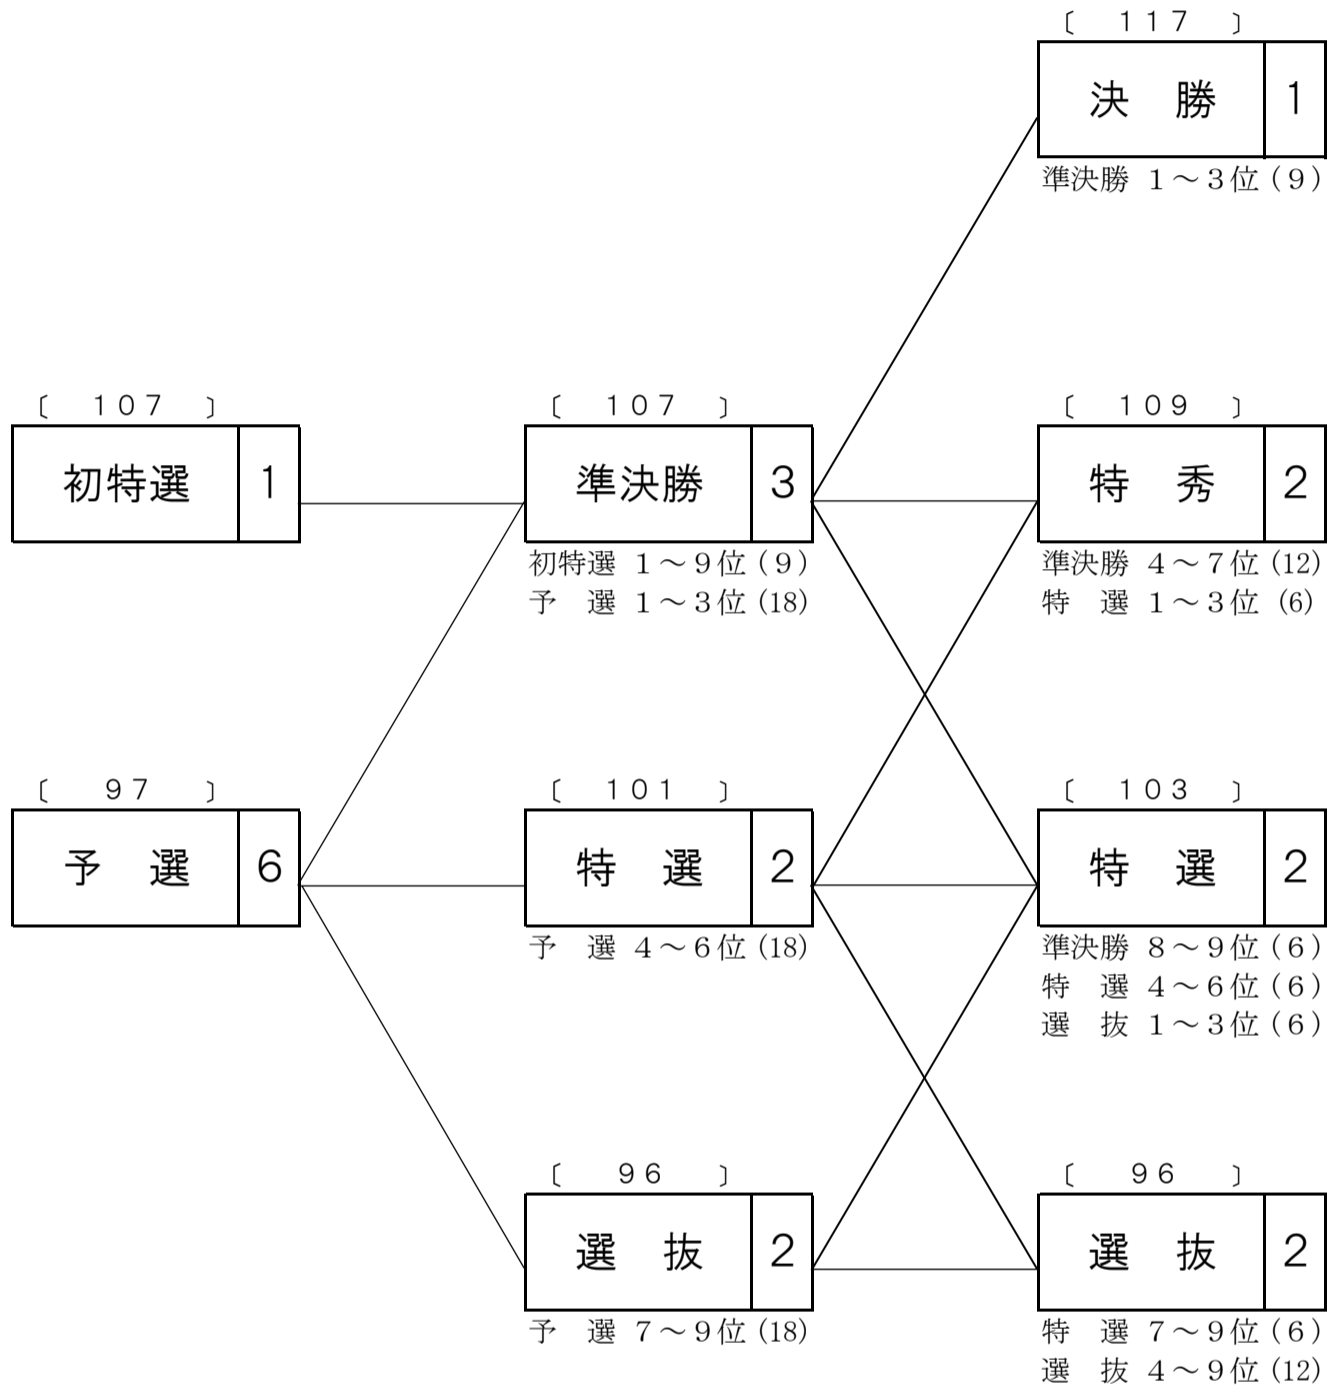 〔 １１７ 〕
決　勝 1
準決勝 １～３位（９）
〔 １０７ 〕
初特選 1
〔 １０７ 〕
準決勝 3
初特選 １～９位（９）
予　選 １～３位（18）
〔 １０９ 〕
特　秀 2
準決勝 ４～７位（12）
特　選 １～３位（6）
〔 ９７ 〕
予　選 6
〔 １０１ 〕
特　選 2
予　選 ４～６位（18）
〔 １０３ 〕
特　選 2
準決勝 ８～９位（６）
特　選 ４～６位（６）
選　抜 １～３位（６）
〔 ９６ 〕
選　抜 2
予　選 ７～９位（18）
〔 ９６ 〕
選　抜 2
特　選 ７～９位（６）
選　抜 ４～９位（12）